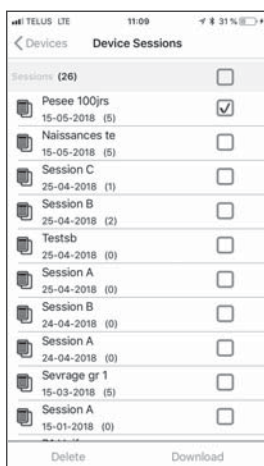 TELUS LTE 11:09 31 %
Devices Device Sessions
Sessions (26)
Pesee 100jrs
15-05-2018 (5)
Naissances te
15-05-2018 (5)
Session C
25-04-2018 (1)
Session B
25-04-2018 (2)
Testsb
25-04-2018 (0)
Session A
25-04-2018 (0)
Session B
24-04-2018 (0)
Session A
24-04-2018 (0)
Sevrage gr 1
15-03-2018 (5)
Session A
15-01-2018 (0)
Delete Download